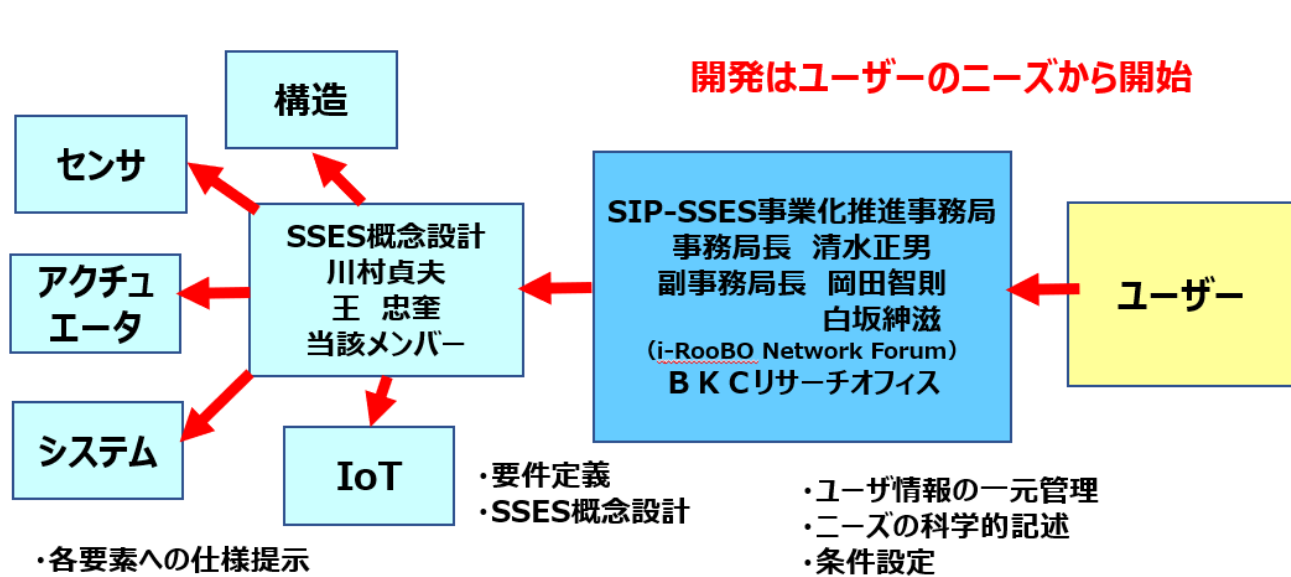 開発はユーザーのニーズから開始
構造
センサ
アクチュ
エータ
システム
IoT
SSES概念設計
川村貞夫
王　忠奎
当該メンバー
SIP-SSES事業化推進事務局
事務局長　清水正男
副事務局長　岡田智則
白坂紳滋
（i-RooBO Network Forum）
ＢＫＣリサーチオフィス
ユーザー
・要件定義
・SSES概念設計
・ユーザ情報の一元管理
・ニーズの科学的記述
・条件設定
・各要素への仕様提示